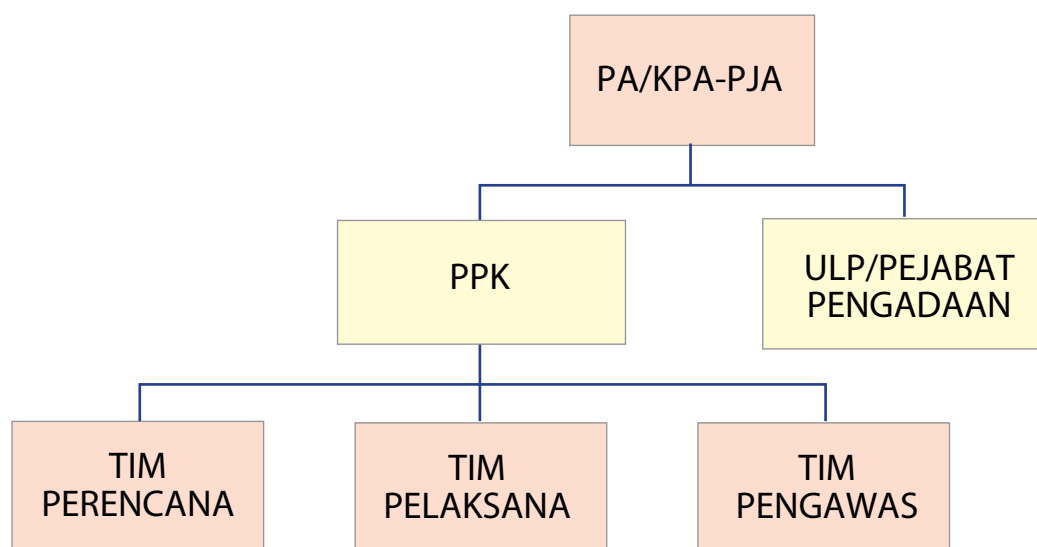 PA/KPA-PJA
PPK
ULP/PEJABAT
PENGADAAN
TIM
PERENCANA
TIM
PELAKSANA
TIM
PENGAWAS